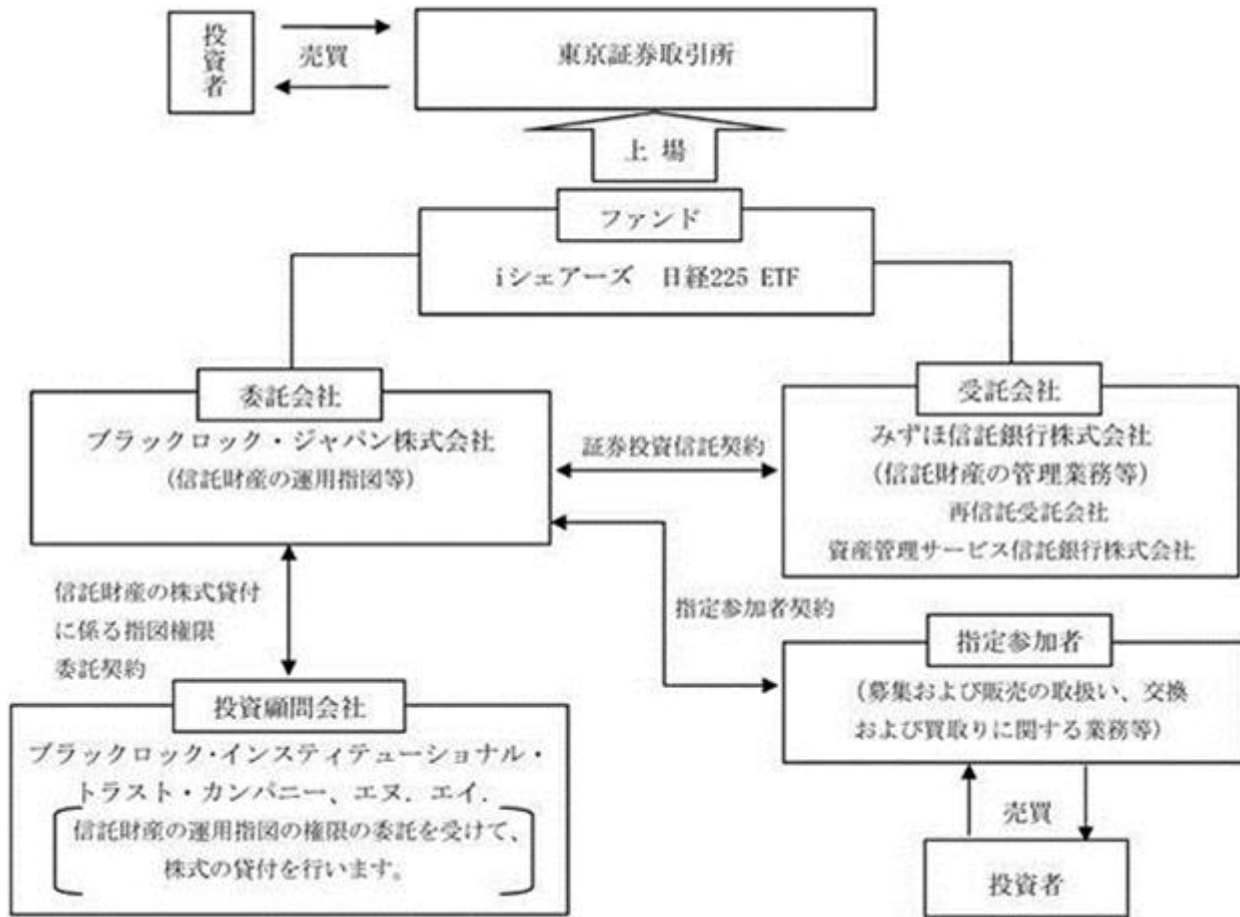 投資者
売買
東京証券取引所
上 場
ファンド
iシェアーズ 日経225 ETF
委託会社
ブラックロック・ジャパン株式会社
(信託財産の運用指図等)
証券投資信託契約
受託会社
みずほ信託銀行株式会社
(信託財産の管理業務等)
再信託受託会社
資産管理サービス信託銀行株式会社
信託財産の株式貸付
に係る指図権限
委託契約
指定参加者契約
指定参加者
(募集および販売の取扱い、交換
および買取りに関する業務等)
投資顧問会社
ブラックロック・インスティテューショナル・
トラスト・カンパニー、エヌ．エイ．
信託財産の運用指図の権限の委託を受けて、
株式の貸付を行います。
売買
投資者